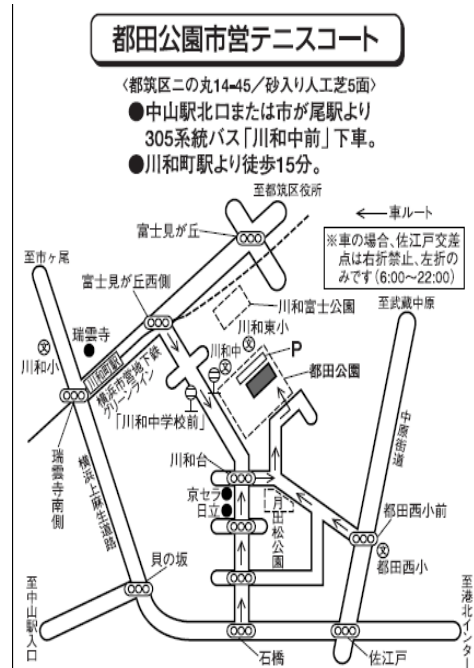 都田公園市営テニスコート
〈都筑区二の丸14-45/砂入り人工芝5面〉
●中山駅北口または市が尾駅より
305系統バス「川和中前」下車。
●川和町駅より徒歩15分。
至都筑区役所
富士見が丘
←車ルート
※車の場合、佐江戸交差
点は右折禁止、左折の
みです(6:00〜22:00)
至市ヶ尾
富士見が丘西側
川和富士公園
至武蔵中原
瑞雲寺
川和東小
文
川和小
文
川和町駅
横浜市営地下鉄
グリーンライン
川和中
文
P
都田公園
「川和中学校前」
中原街道
瑞雲寺南側
横浜上麻生道路
川和台
京セラ
日立
月出松公園
都田西小前
文
都田西小
貝の坂
至中山駅入口
石橋
佐江戸
至港北インター